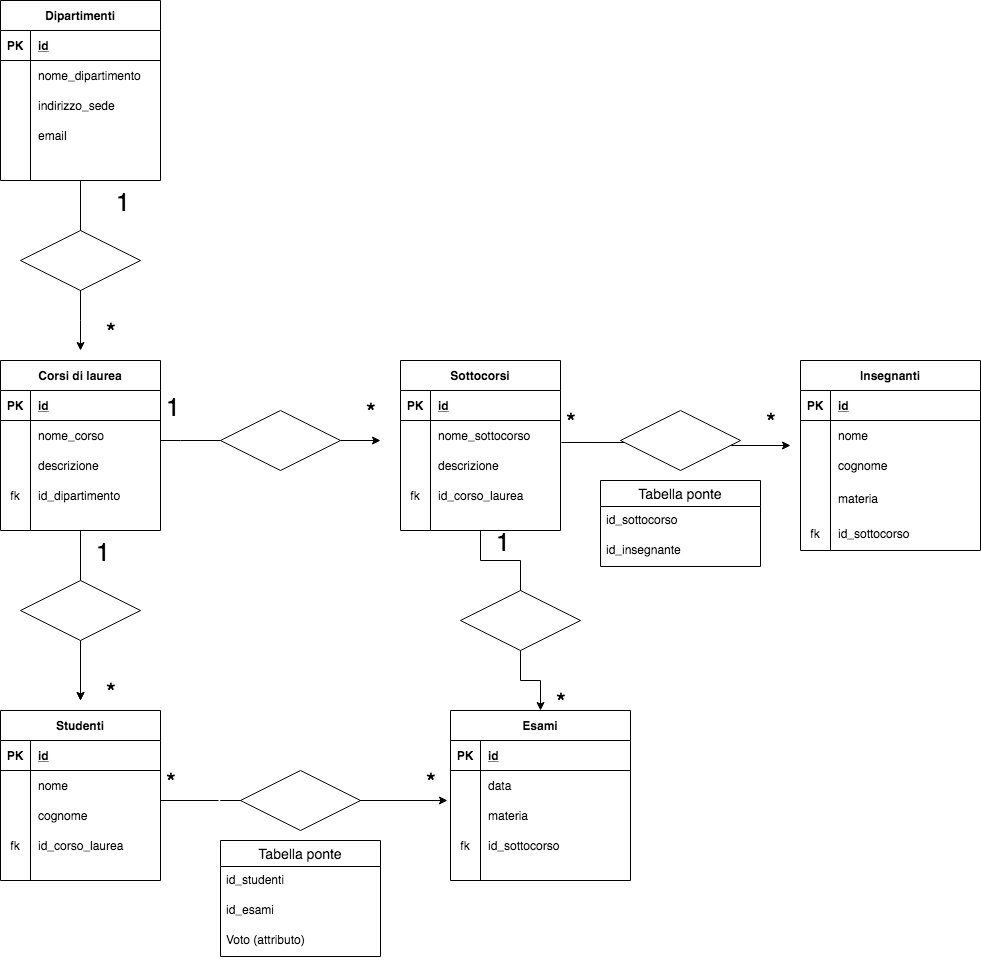 Dipartimenti
PK id
nome_dipartimento
indirizzo_sede
email
1
*
Corsi di laurea
PK id
nome_corso
descrizione
fk id_dipartimento
1
*
Sottocorsi
PK id
nome_sottocorso
descrizione
fk id_corso_laurea
*
*
Tabella ponte
id_sottocorso
id_insegnante
Insegnanti
PK id
nome
cognome
materia
fk id_sottocorso
1
*
1
*
Studenti
PK id
nome
cognome
fk id_corso_laurea
*
*
Tabella ponte
id_studenti
id_esami
Voto (attributo)
Esami
PK id
data
materia
fk id_sottocorso